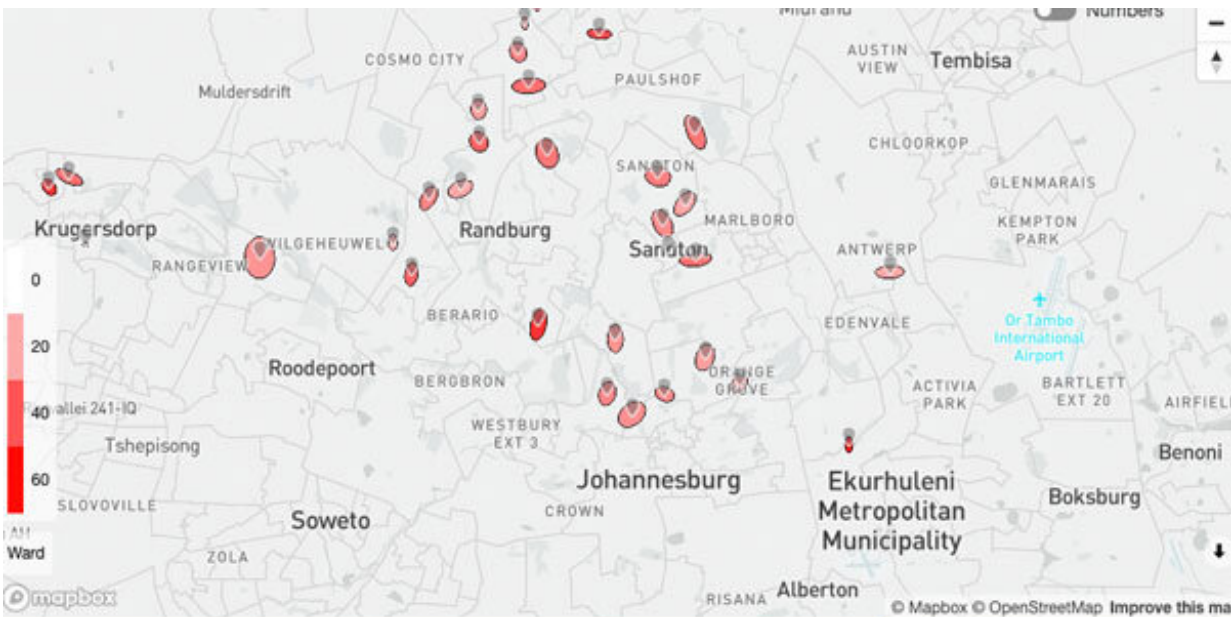 Midrand
Numbers
COSMO CITY
AUSTIN
VIEW
Tembisa
PAULSHOF
Muldersdrift
CHLOORKOP
SANDTON
GLENMARAIS
Krugersdorp
WILGEHEUWEL
Randburg
MARLBORO
KEMPTON
PARK
Sandton
ANTWERP
RANGEVIEW
0
20
40
60
BERARIO
EDENVALE
Or Tambo
International
Airport
Roodepoort
BERGBRON
ORANGE
GROVE
ACTIVIA
PARK
BARTLETT
EXT 20
AIRFIEL
241-IQ
WESTBURY
EXT 3
Tshepisong
Benoni
Johannesburg
Ekurhuleni
Metropolitan
Municipality
Boksburg
SLOVOVILLE
Soweto
CROWN
AH
Ward
ZOLA
mapbox
RISANA
Alberton
© Mapbox © OpenStreetMap Improve this ma